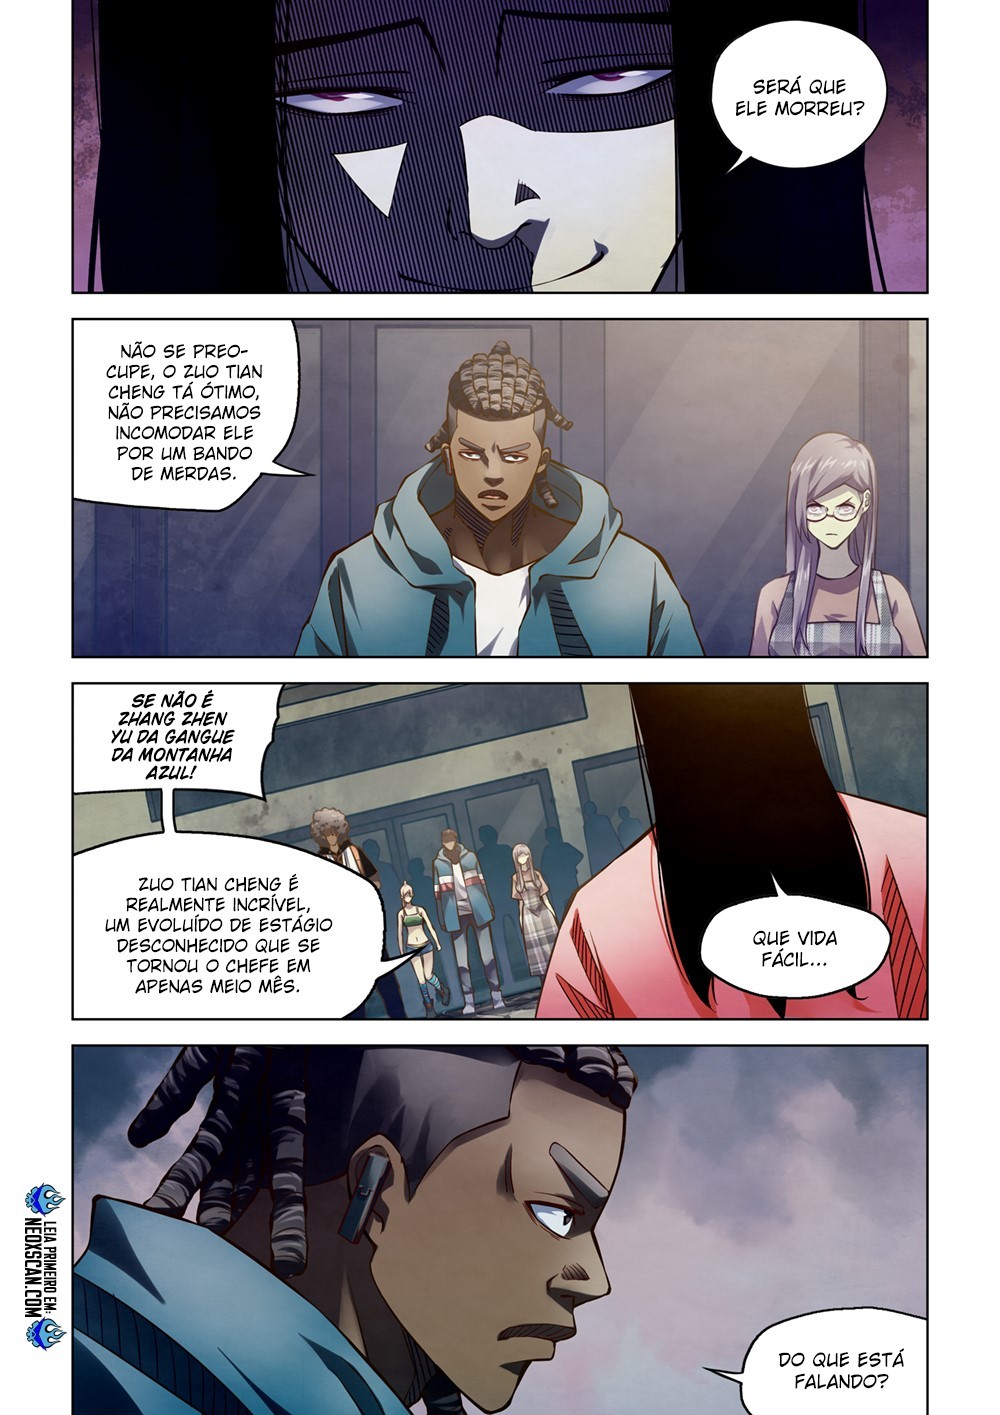 SERÁ QUE
ELE MORREU?
NÃO SE PREO-
CUPE, O ZUO TIAN
CHENG TÁ ÓTIMO,
NÃO PRECISAMOS
INCOMODAR ELE
POR UM BANDO
DE MERDAS.
SE NÃO É
ZHANG ZHEN
YU DA GANGUE
DA MONTANHA
AZUL!
ZUO TIAN CHENG É
REALMENTE INCRÍVEL,
UM EVOLUÍDO DE ESTÁGIO
DESCONHECIDO QUE SE
TORNOU O CHEFE EM
APENAS MEIO MÊS.
QUE VIDA
FÁCIL...
DO QUE ESTÁ
FALANDO?
LEIA PRIMEIRO EM:
NEOXSCAN.COM